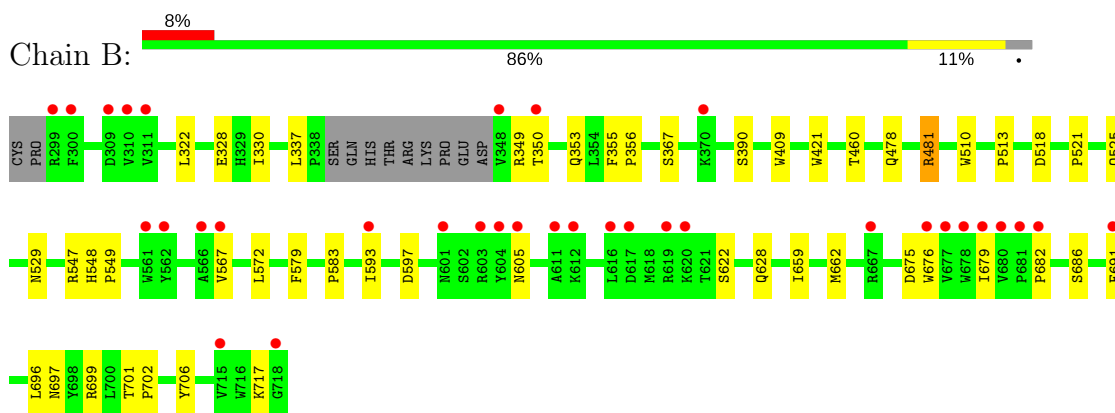 8%
Chain B:
86% 11% •
CYS PRO R299 F300 D309 V310 V311 L322 E328 H329 I330 L337 P338 SER GLN HIS THR ARG LYS PRO GLU ASP V348 R349 T350 Q353 L354 F355 P356 S367 K370 S390 W409 W421 T460 Q478 R481 W510 P513 D518 P521
N529 R547 H548 P549 W561 Y562 A566 V567 L572 F579 P583 I593 D597 N601 S602 R603 Y604 N605 A611 K612 L616 D617 M618 R619 K620 T621 S622 Q628 I659 M662 R667 D675 W676 V677 W678 I679 V680 P681 P682 S686
L696 N697 Y698 R699 L700 T701 P702 Y706 V715 W716 K717 G718